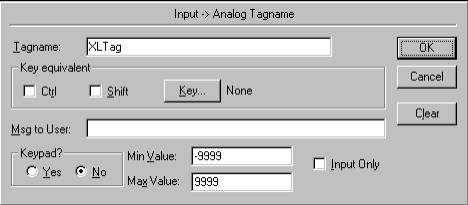 Input -> Analog Tagname
Tagname: XLTag
OK
Key equivalent
Ctrl Shift Key... None
Cancel
Clear
Msg to User:
Keypad?
Yes No
Min Value: -9999
Input Only
Max Value: 9999